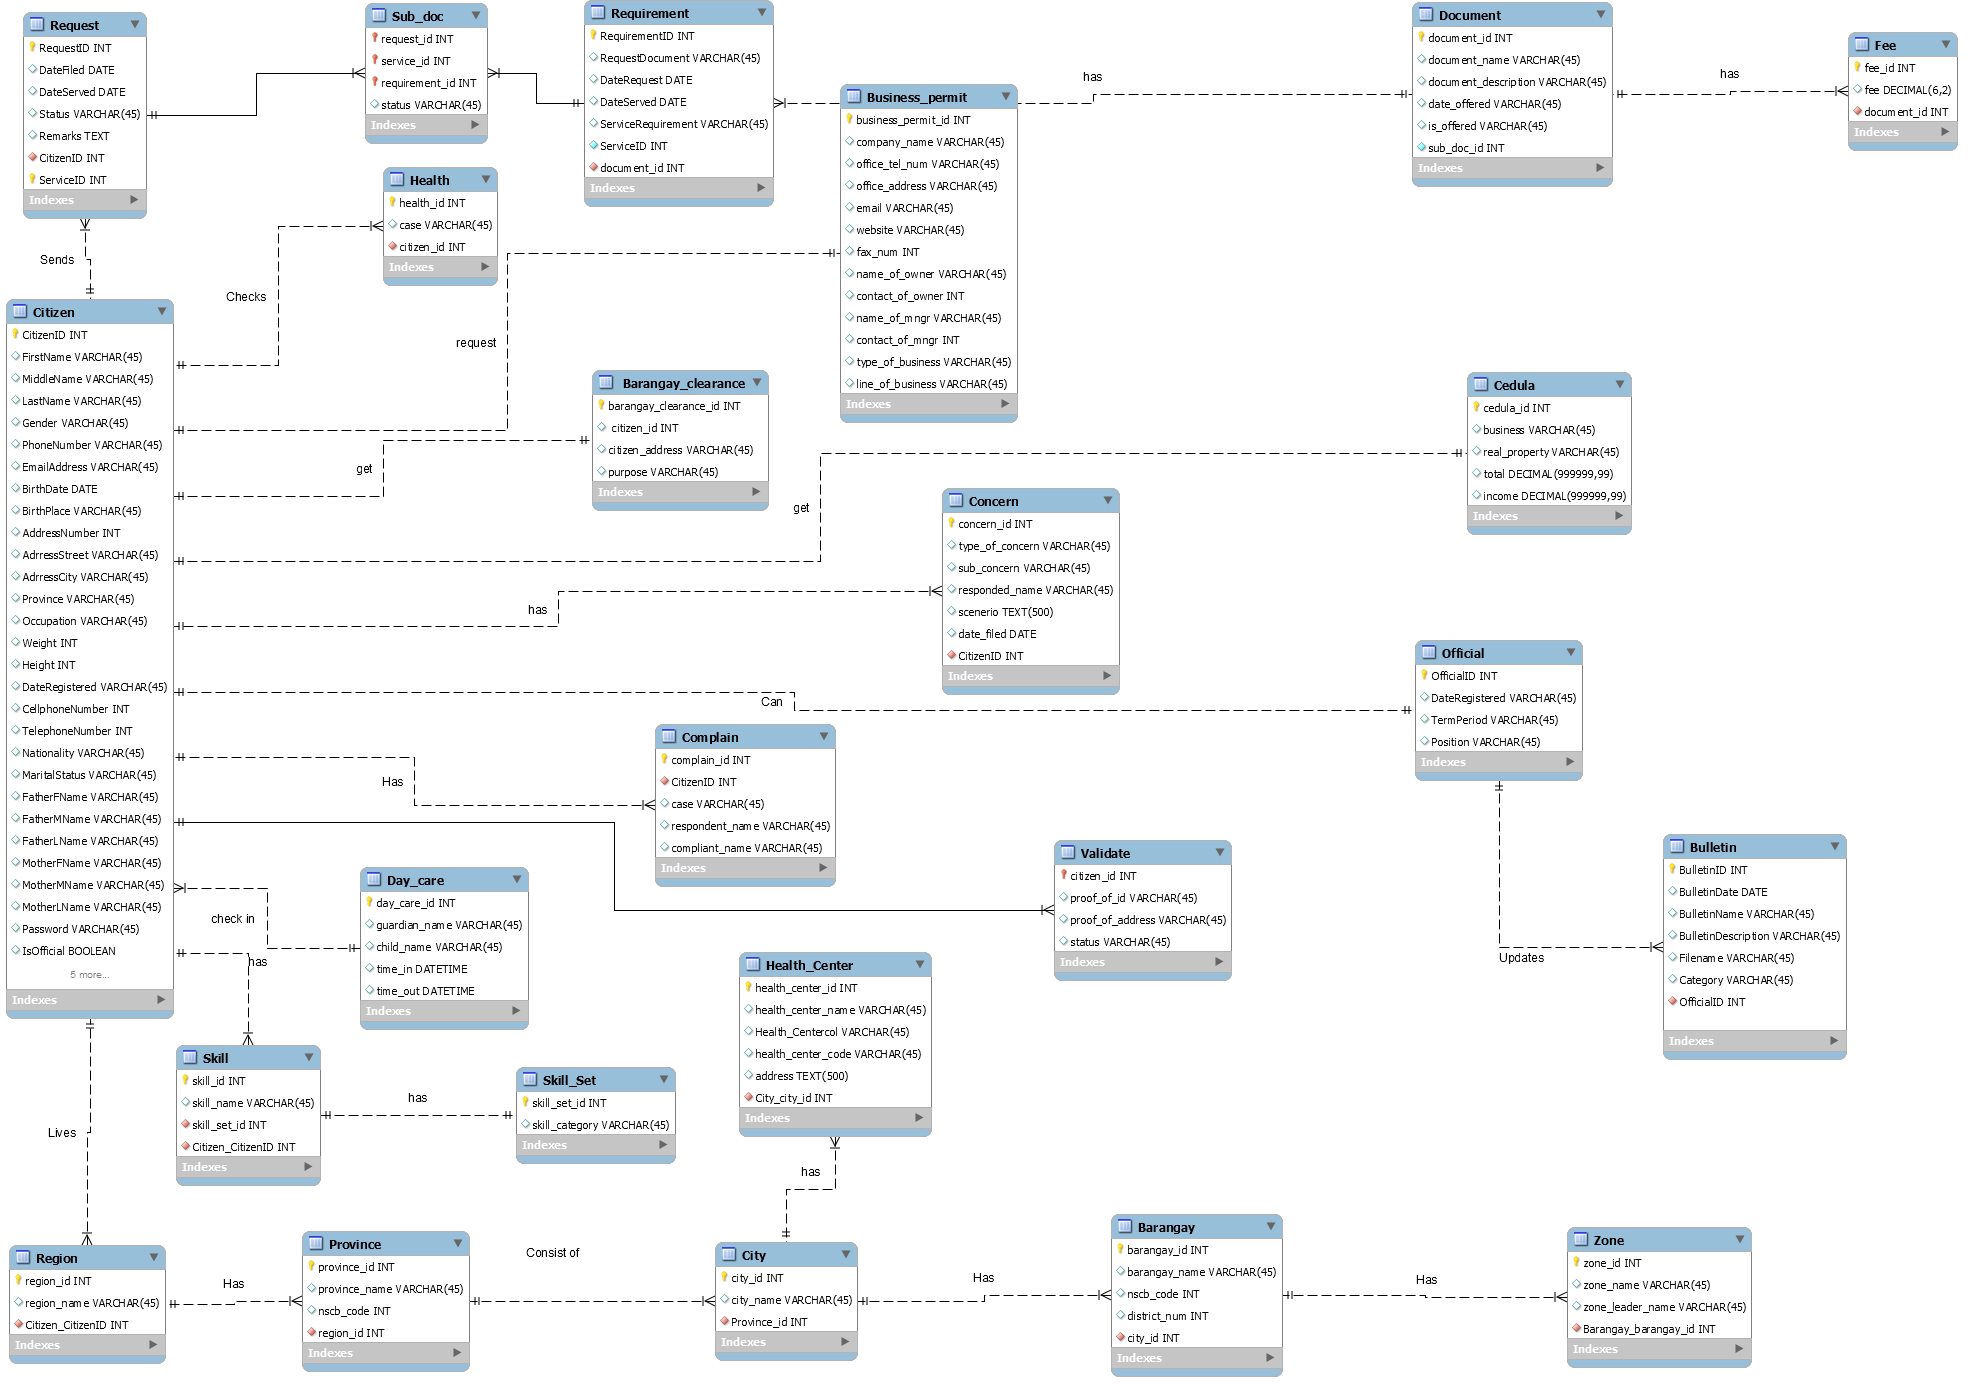 Request
RequestID INT
DateFiled DATE
DateServed DATE
Status VARCHAR(45)
Remarks TEXT
CitizenID INT
ServiceID INT
Indexes
Sub_doc
request_id INT
service_id INT
requirement_id INT
status VARCHAR(45)
Indexes
Requirement
RequirementID INT
RequestDocument VARCHAR(45)
DateRequest DATE
DateServed DATE
ServiceRequirement VARCHAR(45)
ServiceID INT
document_id INT
Indexes
has
Document
document_id INT
document_name VARCHAR(45)
document_description VARCHAR(45)
date_offered VARCHAR(45)
is_offered VARCHAR(45)
sub_doc_id INT
Indexes
has
Fee
fee_id INT
fee DECIMAL(6,2)
document_id INT
Indexes
Business_permit
business_permit_id INT
company_name VARCHAR(45)
office_tel_num VARCHAR(45)
office_address VARCHAR(45)
email VARCHAR(45)
website VARCHAR(45)
fax_num INT
name_of_owner VARCHAR(45)
contact_of_owner INT
name_of_mngr VARCHAR(45)
contact_of_mngr INT
type_of_business VARCHAR(45)
line_of_business VARCHAR(45)
Indexes
Health
health_id INT
case VARCHAR(45)
citizen_id INT
Indexes
Sends
Checks
request
get
get
has
Can
Has
check in
has
Lives
Citizen
CitizenID INT
FirstName VARCHAR(45)
MiddleName VARCHAR(45)
LastName VARCHAR(45)
Gender VARCHAR(45)
PhoneNumber VARCHAR(45)
EmailAddress VARCHAR(45)
BirthDate DATE
BirthPlace VARCHAR(45)
AddressNumber INT
AdrressStreet VARCHAR(45)
AdrressCity VARCHAR(45)
Province VARCHAR(45)
Occupation VARCHAR(45)
Weight INT
Height INT
DateRegistered VARCHAR(45)
CellphoneNumber INT
TelephoneNumber INT
Nationality VARCHAR(45)
MaritalStatus VARCHAR(45)
FatherFName VARCHAR(45)
FatherMName VARCHAR(45)
FatherLName VARCHAR(45)
MotherFName VARCHAR(45)
MotherMName VARCHAR(45)
MotherLName VARCHAR(45)
Password VARCHAR(45)
IsOfficial BOOLEAN
5 more...
Indexes
Barangay_clearance
barangay_clearance_id INT
citizen_id INT
citizen_address VARCHAR(45)
purpose VARCHAR(45)
Indexes
Cedula
cedula_id INT
business VARCHAR(45)
real_property VARCHAR(45)
total DECIMAL(999999,99)
income DECIMAL(999999,99)
Indexes
Concern
concern_id INT
type_of_concern VARCHAR(45)
sub_concern VARCHAR(45)
responded_name VARCHAR(45)
scenerio TEXT(500)
date_filed DATE
CitizenID INT
Indexes
Official
OfficialID INT
DateRegistered VARCHAR(45)
TermPeriod VARCHAR(45)
Position VARCHAR(45)
Indexes
Updates
Complain
complain_id INT
CitizenID INT
case VARCHAR(45)
respondent_name VARCHAR(45)
compliant_name VARCHAR(45)
Indexes
Validate
citizen_id INT
proof_of_id VARCHAR(45)
proof_of_address VARCHAR(45)
status VARCHAR(45)
Indexes
Bulletin
BulletinID INT
BulletinDate DATE
BulletinName VARCHAR(45)
BulletinDescription VARCHAR(45)
Filename VARCHAR(45)
Category VARCHAR(45)
OfficialID INT
Indexes
Day_care
day_care_id INT
guardian_name VARCHAR(45)
child_name VARCHAR(45)
time_in DATETIME
time_out DATETIME
Indexes
Health_Center
health_center_id INT
health_center_name VARCHAR(45)
Health_Centercol VARCHAR(45)
health_center_code VARCHAR(45)
address TEXT(500)
City_city_id INT
Indexes
has
Skill
skill_id INT
skill_name VARCHAR(45)
skill_set_id INT
Citizen_CitizenID INT
Indexes
has
Skill_Set
skill_set_id INT
skill_category VARCHAR(45)
Indexes
Region
region_id INT
region_name VARCHAR(45)
Citizen_CitizenID INT
Indexes
Has
Province
province_id INT
province_name VARCHAR(45)
nscb_code INT
region_id INT
Indexes
Consist of
City
city_id INT
city_name VARCHAR(45)
Province_id INT
Indexes
Has
Barangay
barangay_id INT
barangay_name VARCHAR(45)
nscb_code INT
district_num INT
city_id INT
Indexes
Has
Zone
zone_id INT
zone_name VARCHAR(45)
zone_leader_name VARCHAR(45)
Barangay_barangay_id INT
Indexes